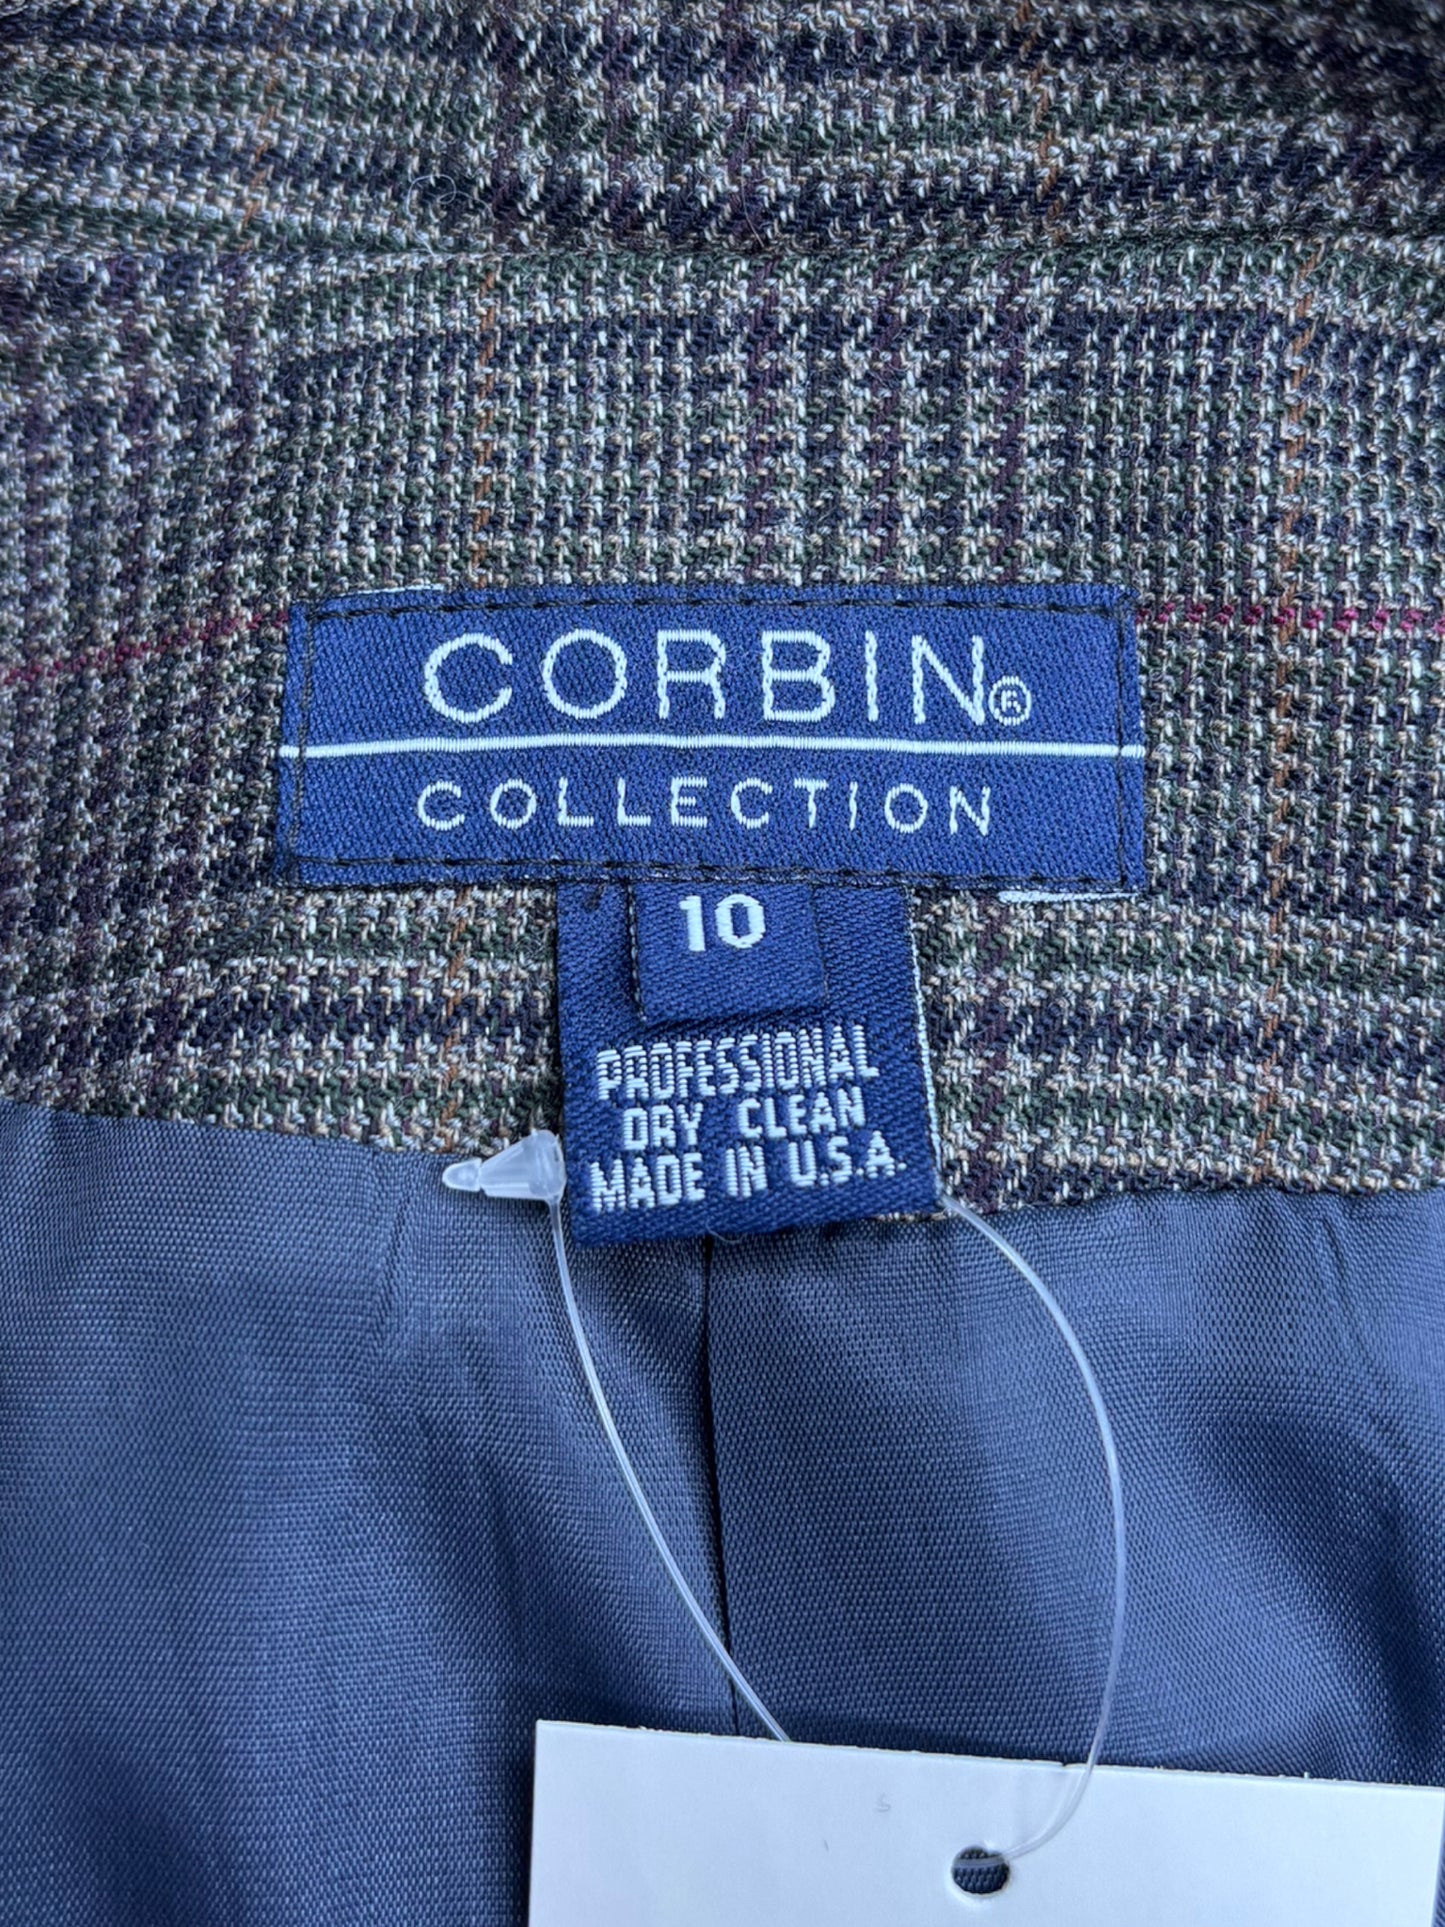 CORBIN®
COLLECTION
10
PROFESSIONAL
DRY CLEAN
MADE IN U.S.A.